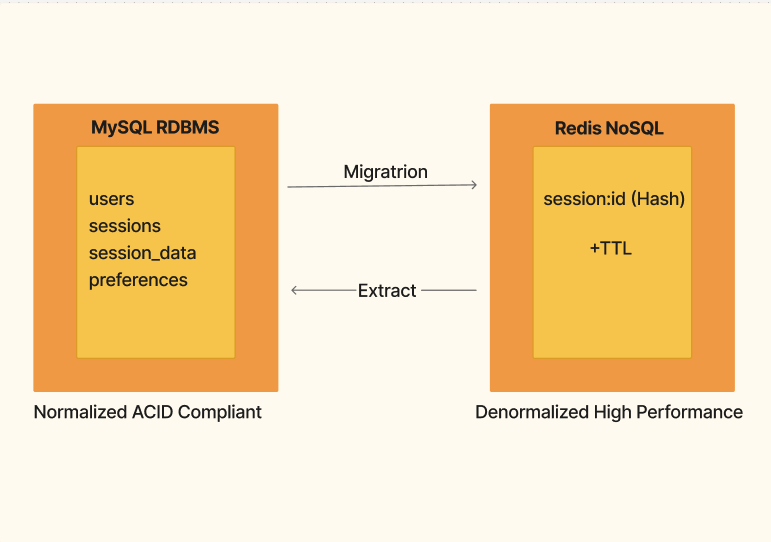 MySQL RDBMS
users
sessions
session_data
preferences
Normalized ACID Compliant
Migratrion
Extract
Redis NoSQL
session:id (Hash)
+TTL
Denormalized High Performance